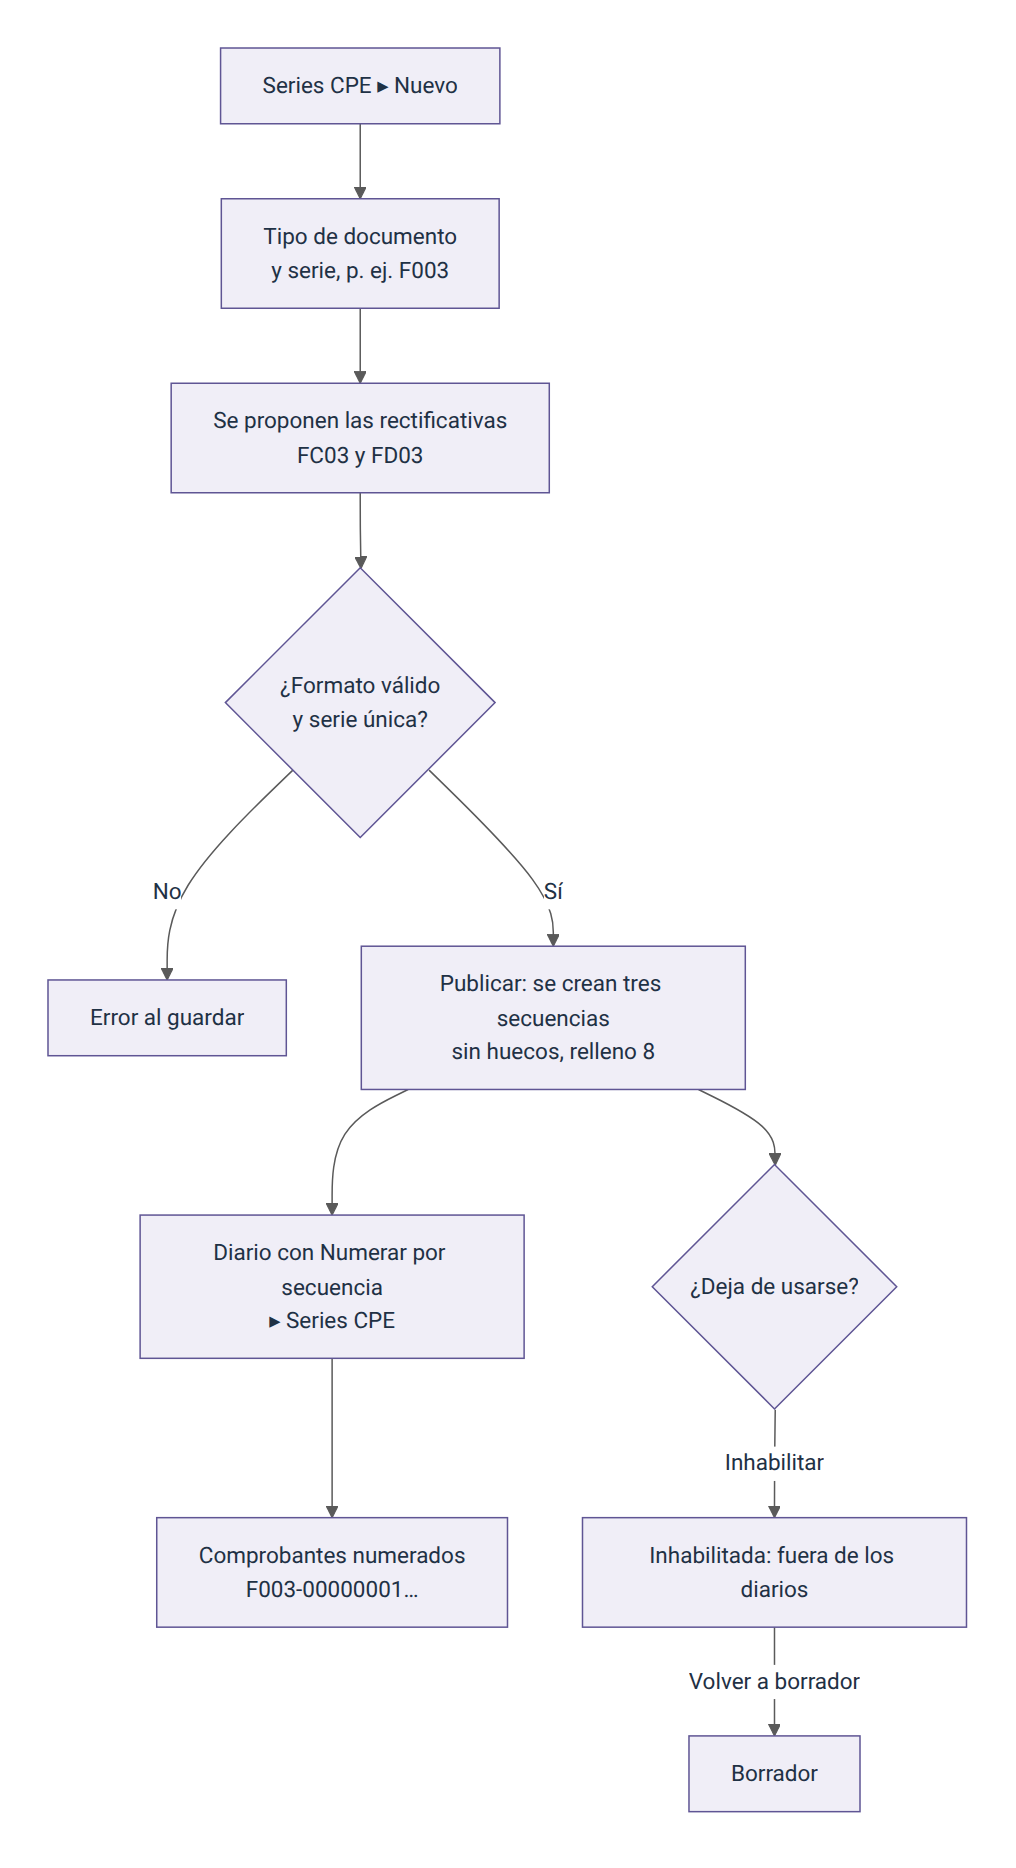 Series CPE ▸ Nuevo
Tipo de documento
y serie, p. ej. F003
Se proponen las rectificativas
FC03 y FD03
¿Formato válido
y serie única?
No
Sí
Error al guardar
Publicar: se crean tres
secuencias
sin huecos, relleno 8
Diario con Numerar por
secuencia
▸ Series CPE
¿Deja de usarse?
Inhabilitar
Comprobantes numerados
F003-00000001…
Inhabilitada: fuera de los
diarios
Volver a borrador
Borrador